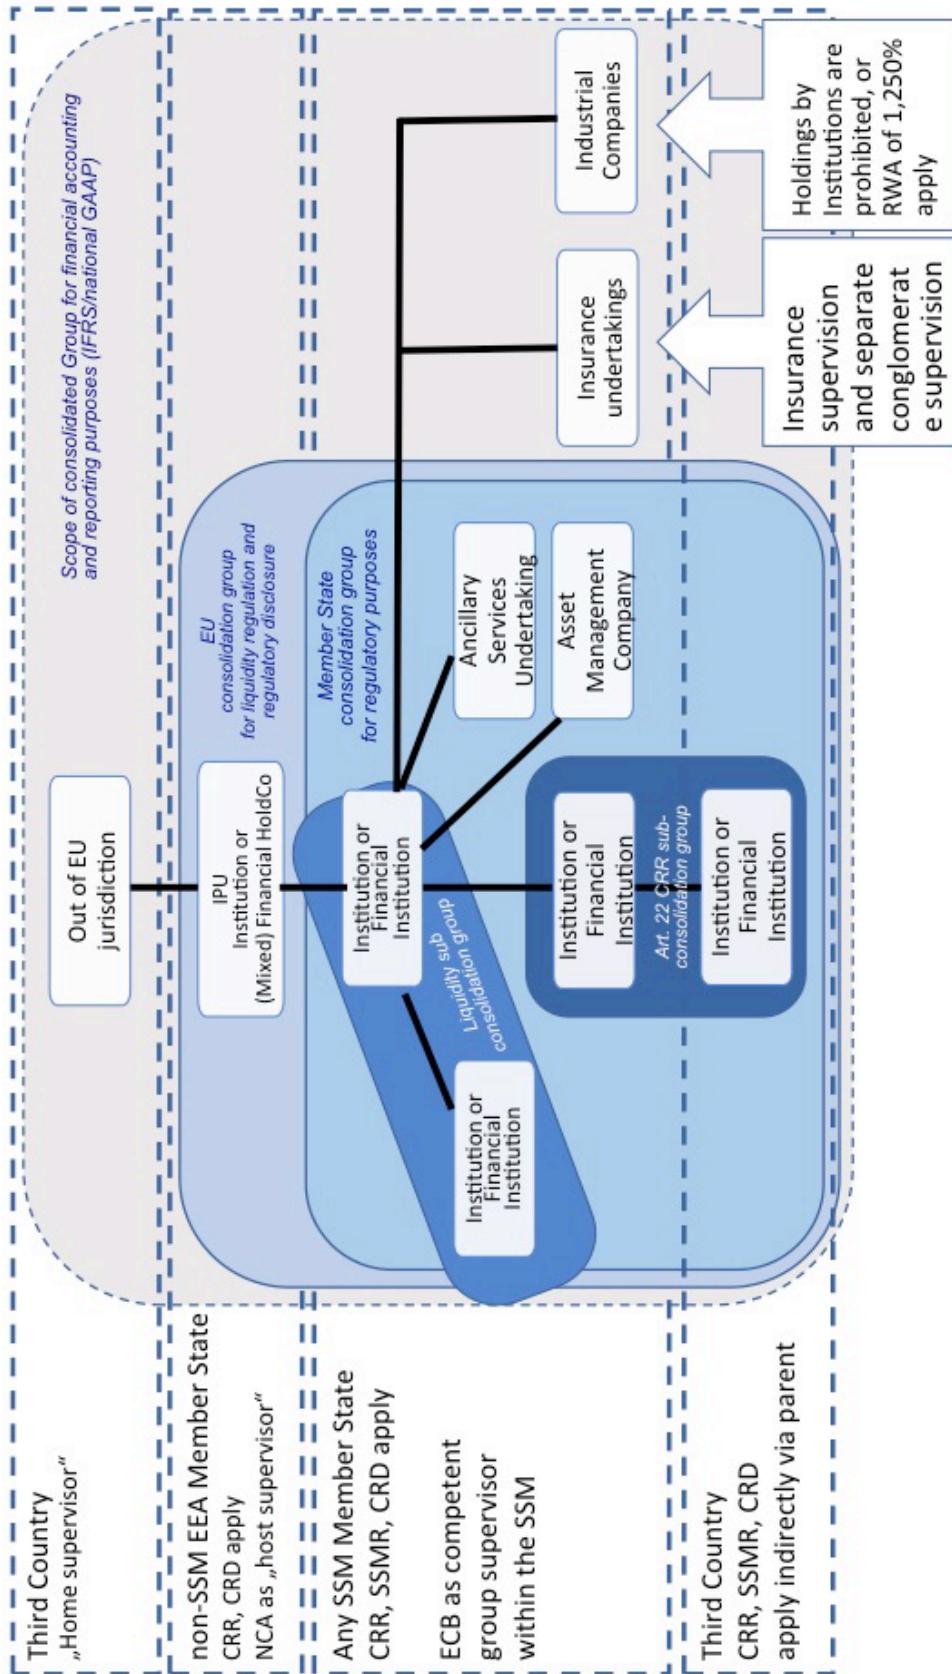 Third Country
„Home supervisor“
Out of EU
jurisdiction
Scope of consolidated Group for financial accounting
and reporting purposes (IFRS/national GAAP)
non-SSM EEA Member State
CRR, CRD apply
NCA as „host supervisor“
IPU
Institution or
(Mixed) Financial HoldCo
EU
consolidation group
for liquidity regulation and
regulatory disclosure
Any SSM Member State
CRR, SSMR, CRD apply
ECB as competent
group supervisor
within the SSM
Institution or
Financial
Institution
Member State
consolidation group
for regulatory purposes
Liquidity sub
consolidation group
Institution or
Financial
Institution
Ancillary
Services
Undertaking
Asset
Management
Company
Insurance
undertakings
Industrial
Companies
Institution or
Financial
Institution
Art. 22 CRR sub-
consolidation group
Institution or
Financial
Institution
Third Country
CRR, SSMR, CRD
apply indirectly via parent
Insurance
supervision
and separate
conglomerat
e supervision
Holdings by
Institutions are
prohibited, or
RWA of 1,250%
apply